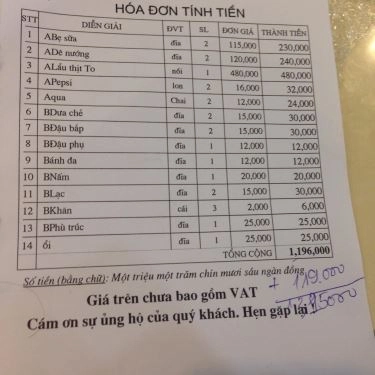 HÓA ĐƠN TÍNH TIỀN
STT DIỄN GIẢI ĐVT SL ĐƠN GIÁ THÀNH TIỀN
1 ABẹ sữa đĩa 2 115,000 230,000
2 ADê nướng đĩa 2 120,000 240,000
3 ALẩu thịt To nồi 1 480,000 480,000
4 APepsi lon 2 16,000 32,000
5 Aqua Chai 2 12,000 24,000
6 BDưa chẻ đĩa 2 15,000 30,000
7 BĐậu bắp đĩa 2 15,000 30,000
8 BĐậu phụ đĩa 1 12,000 12,000
9 Bánh đa đĩa 1 12,000 12,000
10 BNấm đĩa 1 20,000 20,000
11 BLạc đĩa 2 15,000 30,000
12 BKhăn cái 3 2,000 6,000
13 BPhù trúc đĩa 1 25,000 25,000
14 ổi đĩa 1 25,000 25,000
TỔNG CỘNG 1,196,000
Số tiền (bằng chữ): Một triệu một trăm chín mươi sáu ngàn đồng
+ 119.000
Giá trên chưa bao gồm VAT
Cám ơn sự ủng hộ của quý khách. Hẹn gặp lại